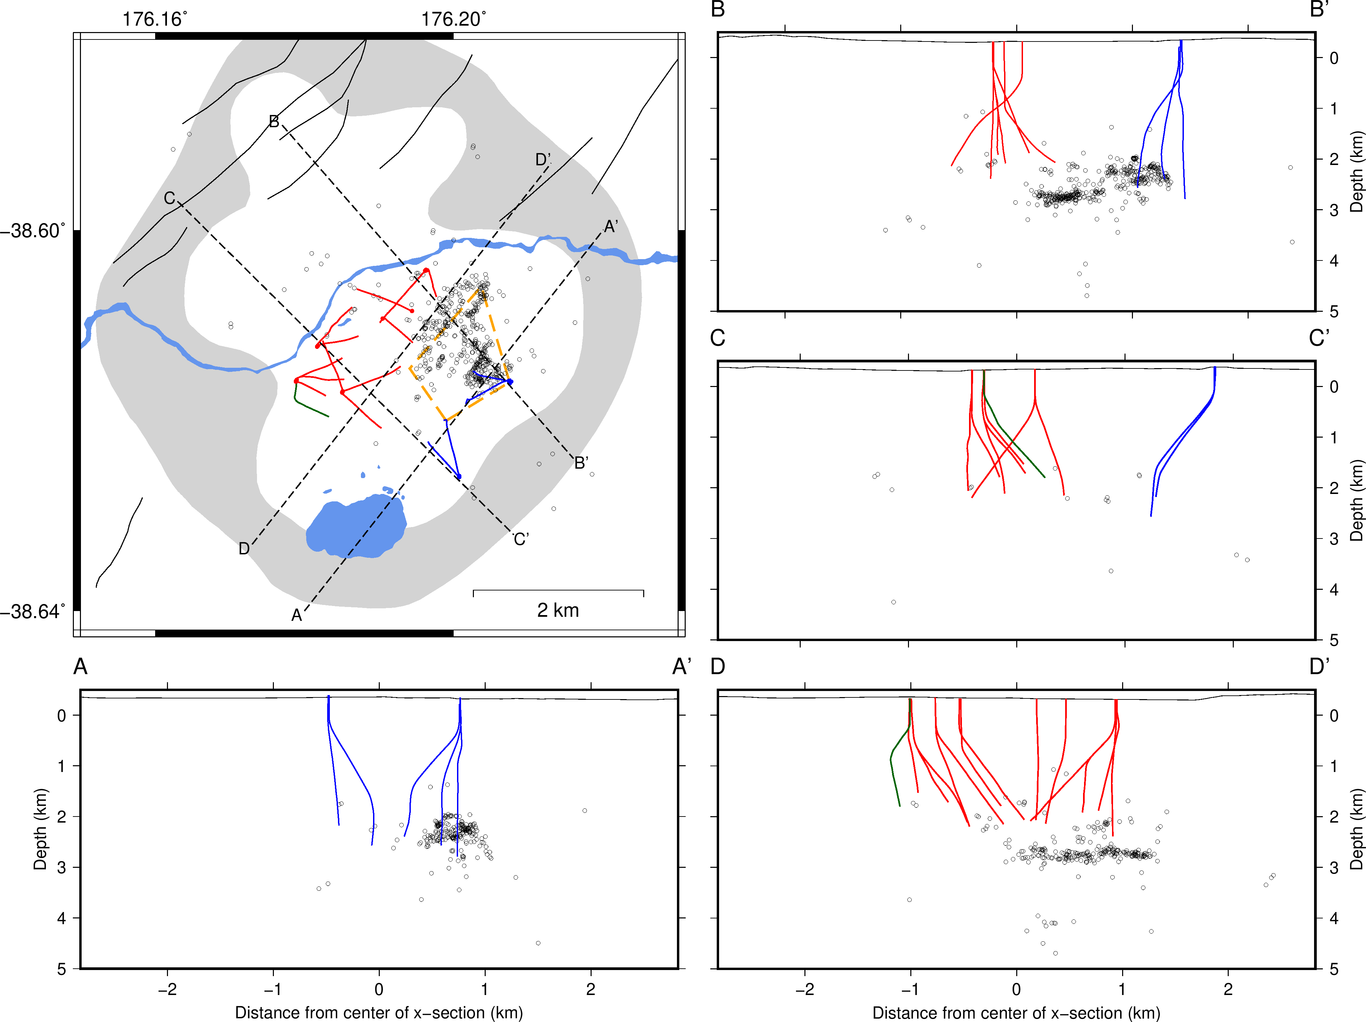 176.16˚ 176.20˚
−38.60˚
−38.64˚
B
C
D'
A'
B'
C'
D
A
2 km
B B'
0
1
2
3
4
5
Depth (km)
C C'
0
1
2
3
4
5
Depth (km)
A A'
0
1
2
3
4
5
Depth (km)
−2 −1 0 1 2
Distance from center of x−section (km)
D D'
0
1
2
3
4
5
Depth (km)
−2 −1 0 1 2
Distance from center of x−section (km)